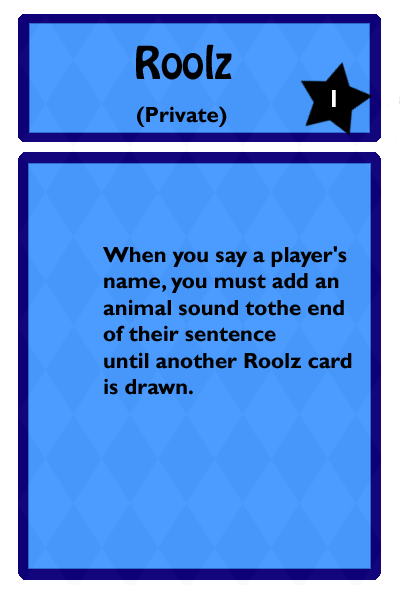 Roolz
(Private)
1
When you say a player's
name, you must add an
animal sound tothe end
of their sentence
until another Roolz card
is drawn.